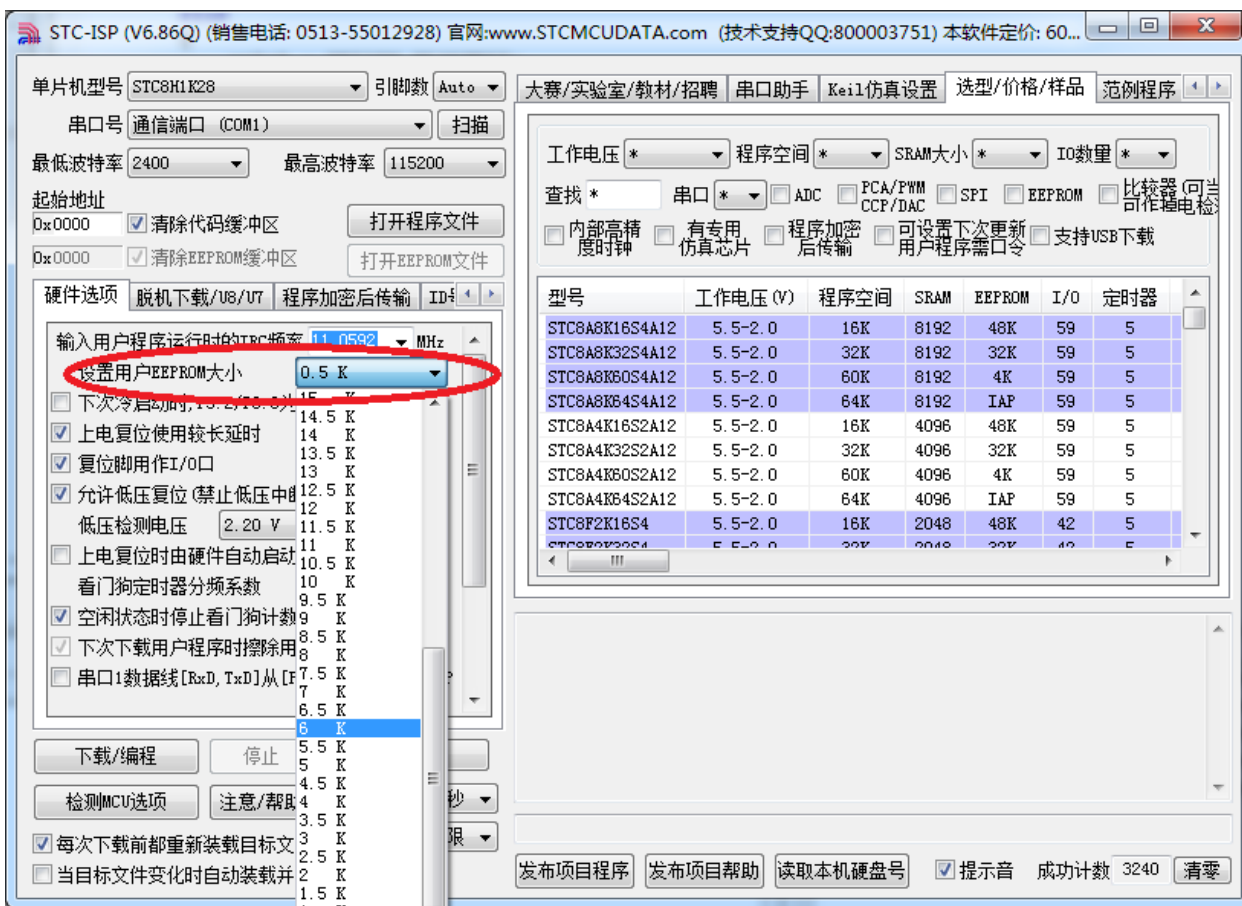 STC-ISP (V6.86Q) (销售电话: 0513-55012928) 官网:www.STCMCUDATA.com (技术支持QQ:800003751) 本软件定价: 60...
单片机型号 STC8H1K28 引脚数 Auto
串口号 通信端口 (COM1) 扫描
最低波特率 2400 最高波特率 115200
起始地址
0x0000 清除代码缓冲区 打开程序文件
0x0000 清除EEPROM缓冲区 打开EEPROM文件
硬件选项 脱机下载/U8/U7 程序加密后传输
输入用户程序运行时的IRC频率 11.0592 MHz
设置用户EEPROM大小 0.5 K
下次冷启动时,
上电复位使用较长延时
复位脚用作I/O口
允许低压复位(禁止低压中
低压检测电压 2.20 V
上电复位时由硬件自动启动
看门狗定时器分频系数
空闲状态时停止看门狗计数
下次下载用户程序时擦除用
串口1数据线[RxD,TxD]从[
15 K
14.5 K
14 K
13.5 K
13 K
12.5 K
12 K
11.5 K
11 K
10.5 K
10 K
9.5 K
9 K
8.5 K
8 K
7.5 K
7 K
6.5 K
6 K
5.5 K
5 K
4.5 K
4 K
3.5 K
3 K
2.5 K
2 K
1.5 K
下载/编程 停止
检测MCU选项 注意/帮助 秒
每次下载前都重新装载目标文 限
当目标文件变化时自动装载并
大赛/实验室/教材/招聘 串口助手 Keil仿真设置 选型/价格/样品 范例程序
工作电压 * 程序空间 * SRAM大小 * IO数量 *
查找 * 串口 * ADC PCA/PWM CCP/DAC SPI EEPROM 比较器(可当
可作掉电检
内部高精度时钟 有专用仿真芯片 程序加密后传输 可设置下次更新用户程序需口令 支持USB下载
型号 工作电压(V) 程序空间 SRAM EEPROM I/O 定时器
STC8A8K16S4A12 5.5-2.0 16K 8192 48K 59 5
STC8A8K32S4A12 5.5-2.0 32K 8192 32K 59 5
STC8A8K60S4A12 5.5-2.0 60K 8192 4K 59 5
STC8A8K64S4A12 5.5-2.0 64K 8192 IAP 59 5
STC8A4K16S2A12 5.5-2.0 16K 4096 48K 59 5
STC8A4K32S2A12 5.5-2.0 32K 4096 32K 59 5
STC8A4K60S2A12 5.5-2.0 60K 4096 4K 59 5
STC8A4K64S2A12 5.5-2.0 64K 4096 IAP 59 5
STC8F2K16S4 5.5-2.0 16K 2048 48K 42 5
STC8F2K32S4 5.5-2.0 32K 2048 32K 42 5
发布项目程序 发布项目帮助 读取本机硬盘号 提示音 成功计数 3240 清零